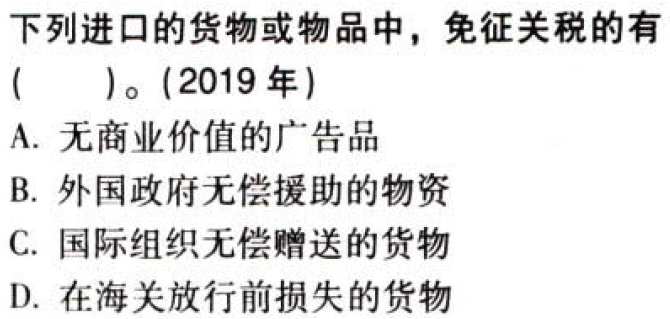 下列进口的货物或物品中，免征关税的有
(　　)。(2019 年)
A. 无商业价值的广告品
B. 外国政府无偿援助的物资
C. 国际组织无偿赠送的货物
D. 在海关放行前损失的货物